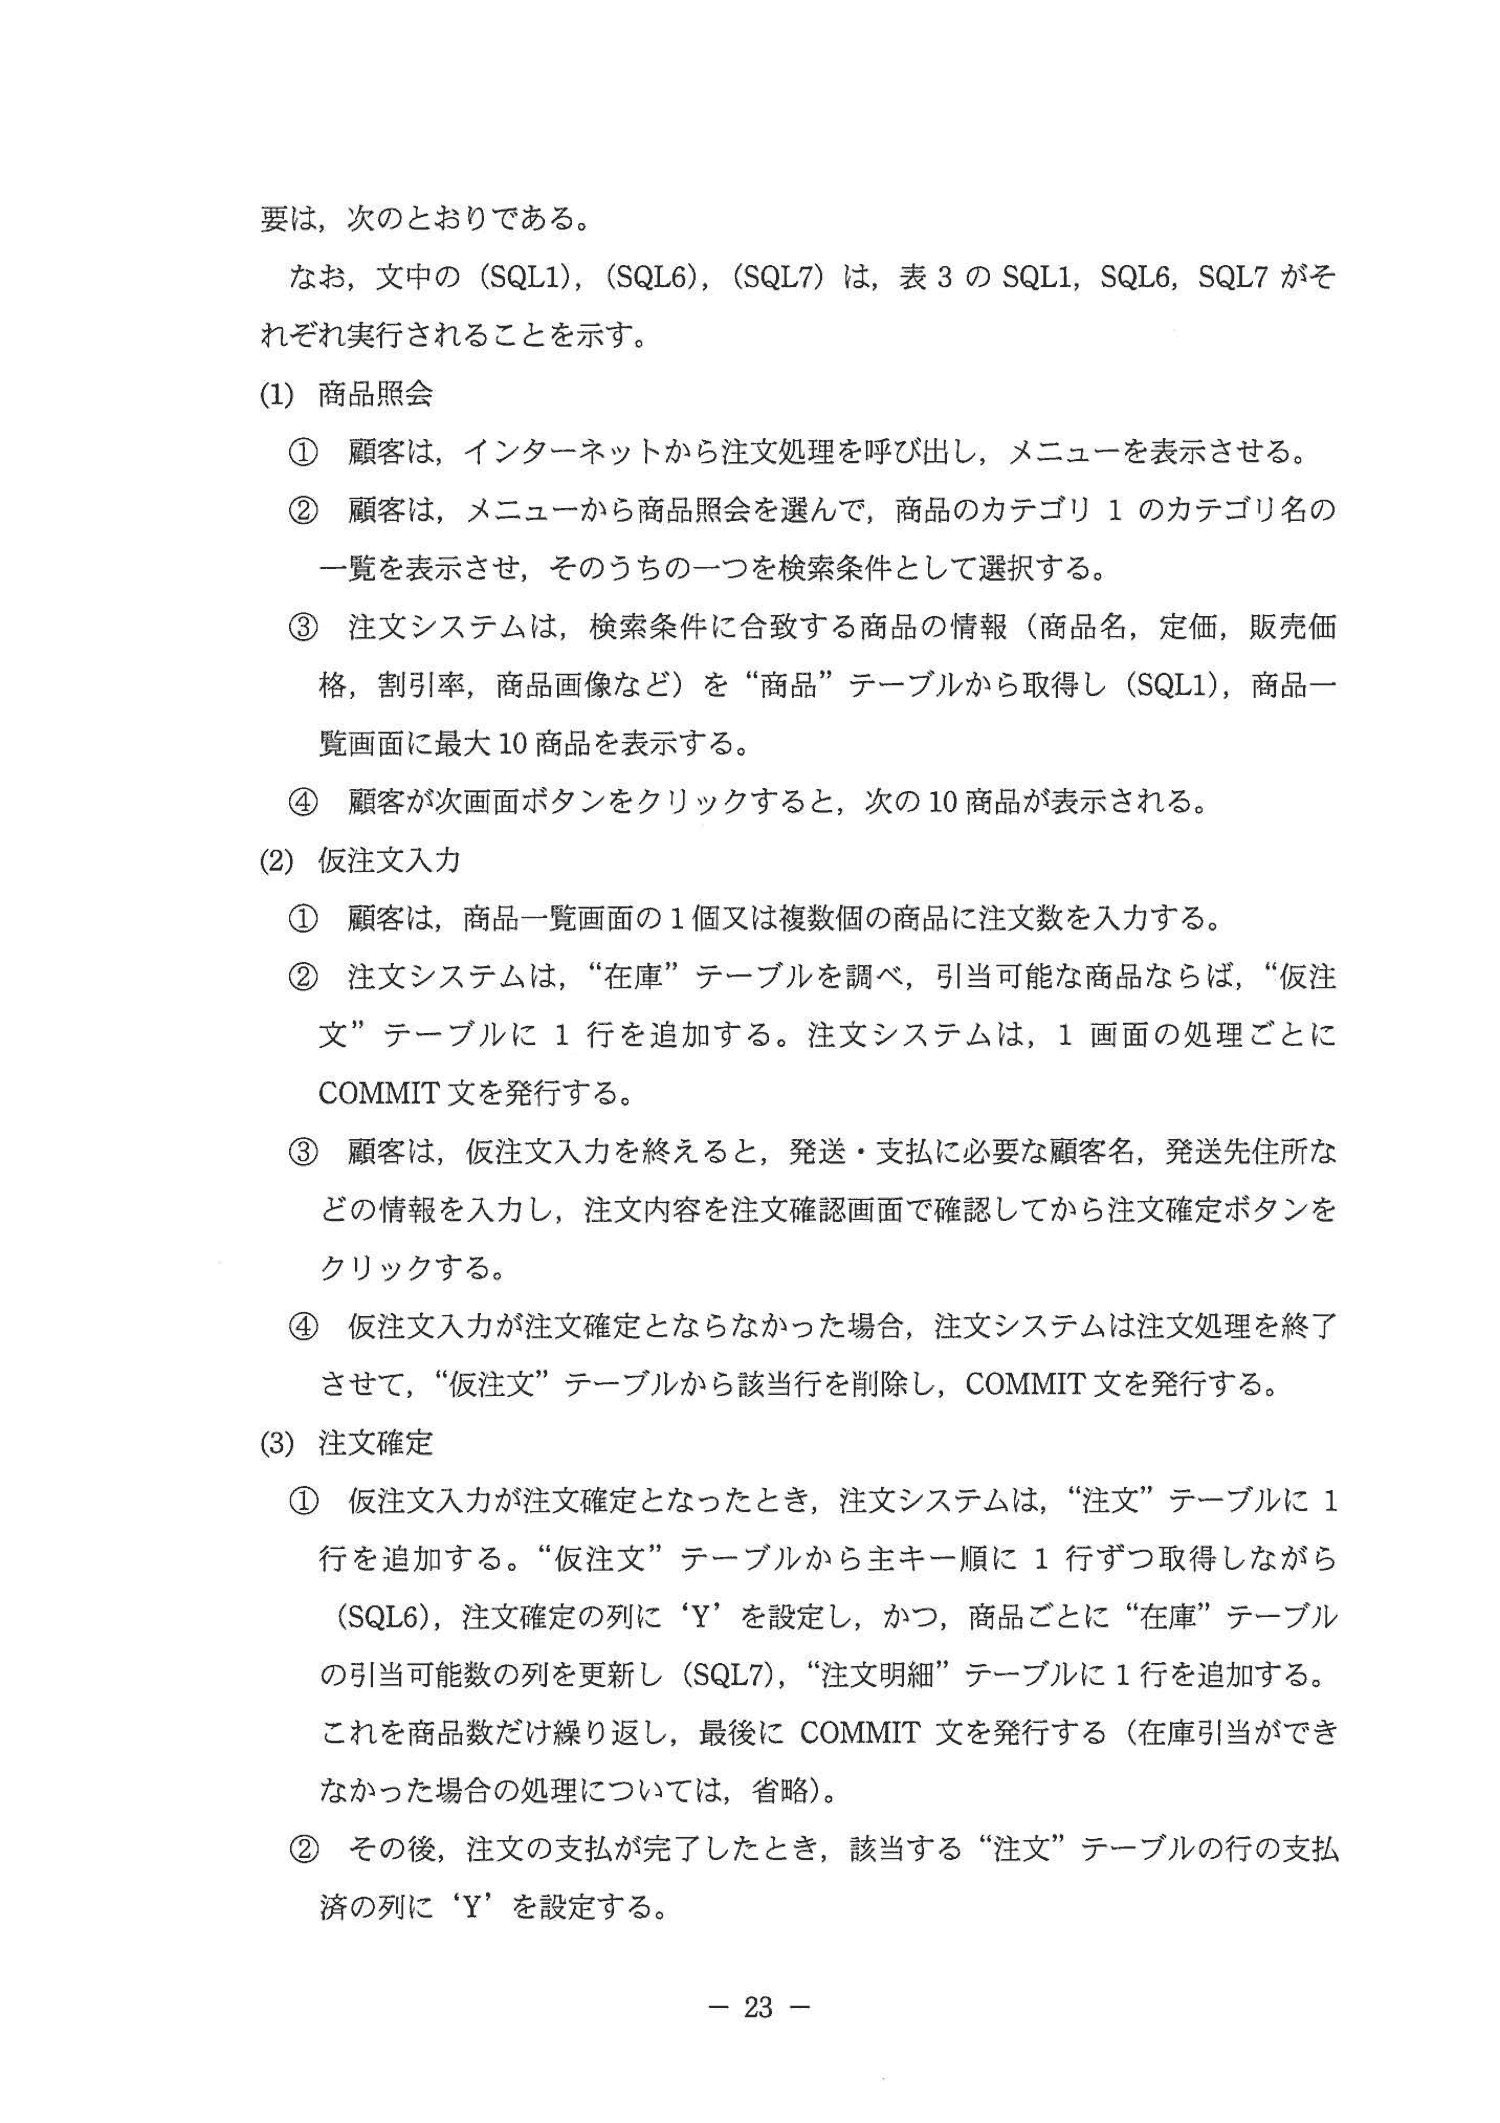 要は，次のとおりである。
なお，文中の（SQL1），（SQL6），（SQL7）は，表 3 の SQL1，SQL6，SQL7 がそ
れぞれ実行されることを示す。
(1) 商品照会
① 顧客は，インターネットから注文処理を呼び出し，メニューを表示させる。
② 顧客は，メニューから商品照会を選んで，商品のカテゴリ 1 のカテゴリ名の
一覧を表示させ，そのうちの一つを検索条件として選択する。
③ 注文システムは，検索条件に合致する商品の情報（商品名，定価，販売価
格，割引率，商品画像など）を“商品”テーブルから取得し（SQL1），商品一
覧画面に最大 10 商品を表示する。
④ 顧客が次画面ボタンをクリックすると，次の 10 商品が表示される。
(2) 仮注文入力
① 顧客は，商品一覧画面の 1 個又は複数個の商品に注文数を入力する。
② 注文システムは，“在庫”テーブルを調べ，引当可能な商品ならば，“仮注
文”テーブルに 1 行を追加する。注文システムは，1 画面の処理ごとに
COMMIT 文を発行する。
③ 顧客は，仮注文入力を終えると，発送・支払に必要な顧客名，発送先住所な
どの情報を入力し，注文内容を注文確認画面で確認してから注文確定ボタンを
クリックする。
④ 仮注文入力が注文確定とならなかった場合，注文システムは注文処理を終了
させて，“仮注文”テーブルから該当行を削除し，COMMIT 文を発行する。
(3) 注文確定
① 仮注文入力が注文確定となったとき，注文システムは，“注文”テーブルに 1
行を追加する。“仮注文”テーブルから主キー順に 1 行ずつ取得しながら
（SQL6），注文確定の列に‘Y’を設定し，かつ，商品ごとに“在庫”テーブル
の引当可能数の列を更新し（SQL7），“注文明細”テーブルに 1 行を追加する。
これを商品数だけ繰り返し，最後に COMMIT 文を発行する（在庫引当ができ
なかった場合の処理については，省略）。
② その後，注文の支払が完了したとき，該当する“注文”テーブルの行の支払
済の列に‘Y’を設定する。
－ 23 －